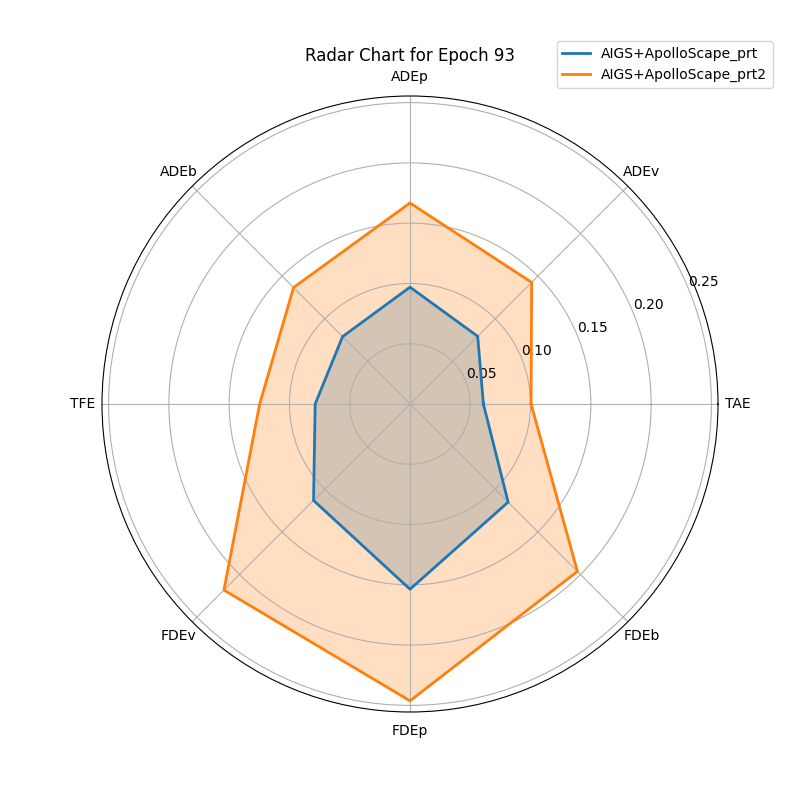 AIGS+ApolloScape_prt
AIGS+ApolloScape_prt2
Radar Chart for Epoch 93
ADEp
ADEb
ADEv
0.25
0.20
0.15
0.10
0.05
TFE
TAE
FDEv
FDEb
FDEp